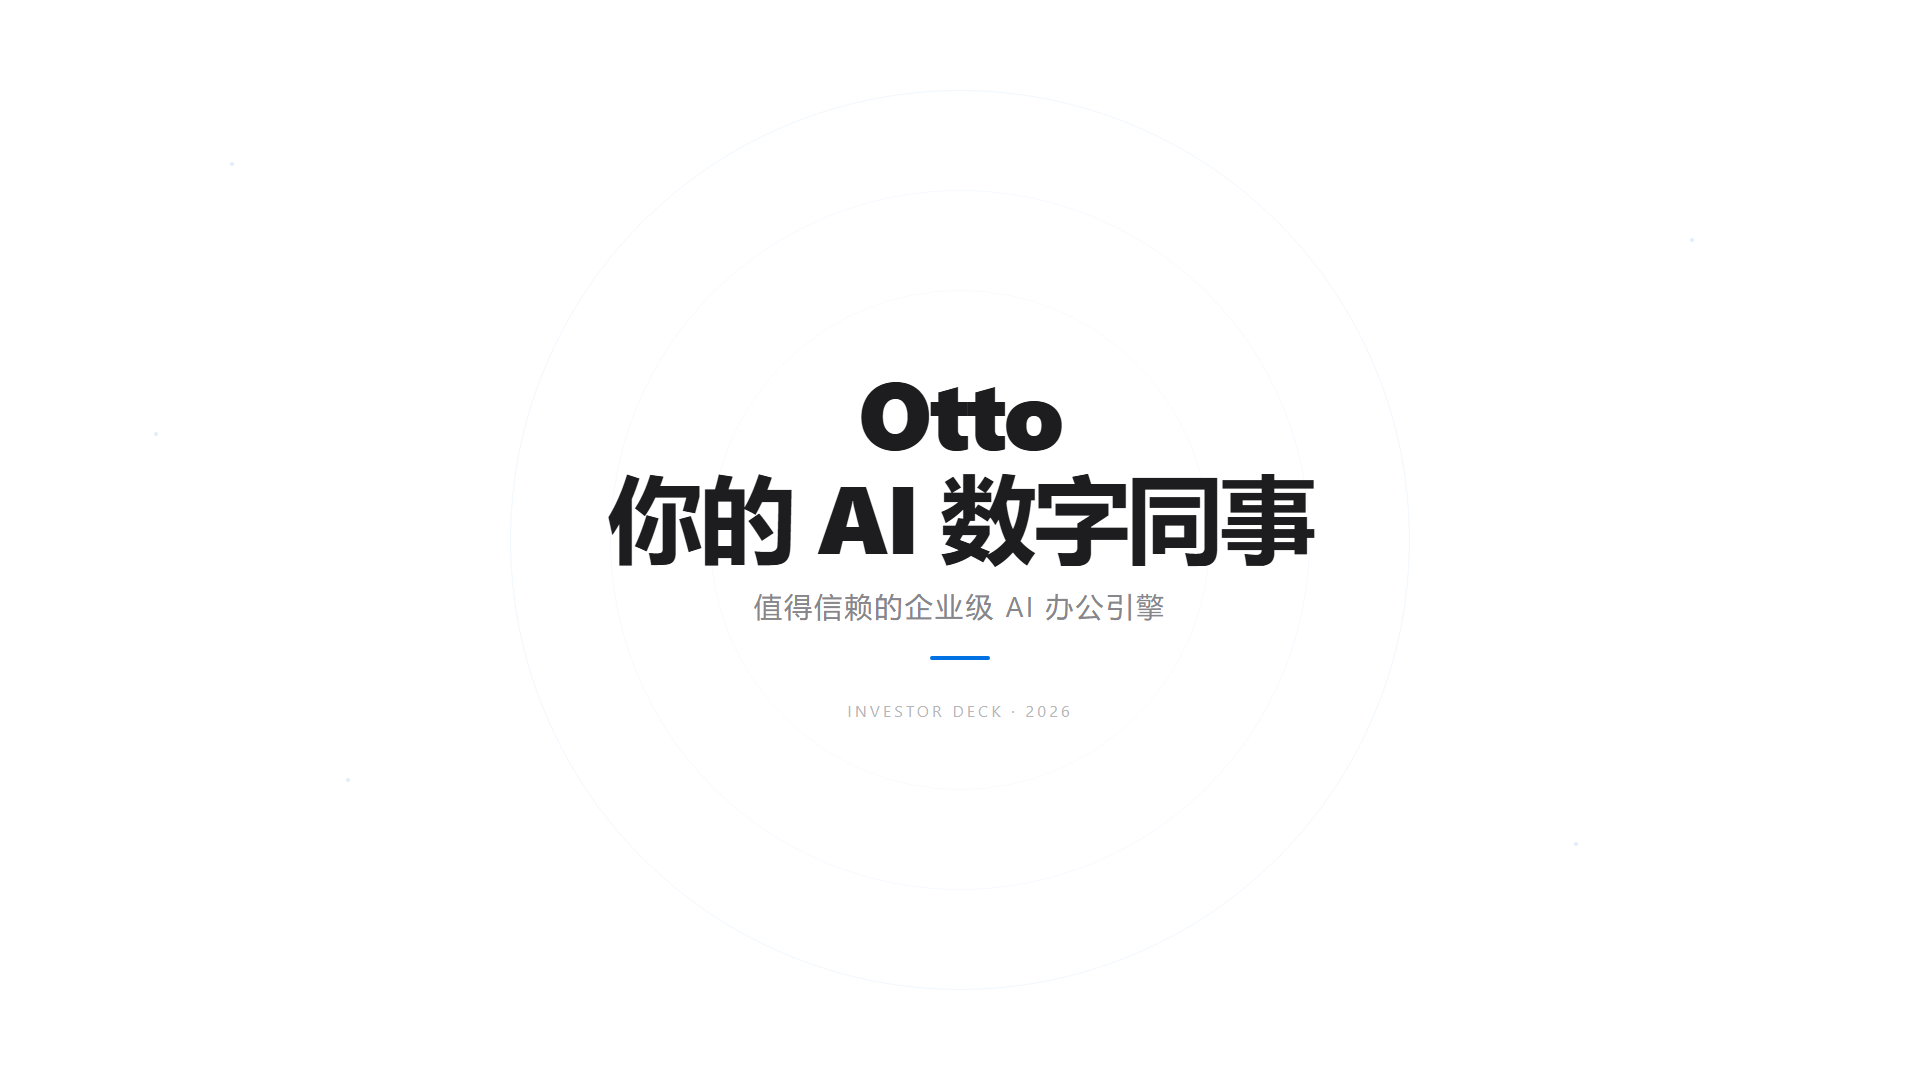 Otto
你的 AI 数字同事
值得信赖的企业级 AI 办公引擎
INVESTOR DECK · 2026